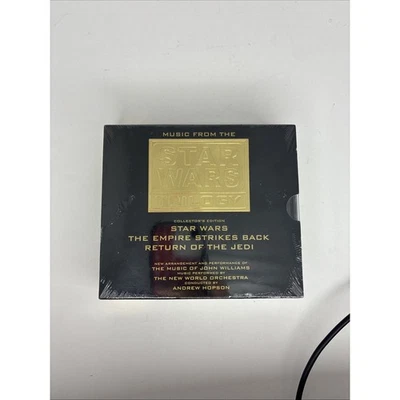 MUSIC FROM THE
STAR
WARS
TRILOGY
COLLECTOR'S EDITION
STAR WARS
THE EMPIRE STRIKES BACK
RETURN OF THE JEDI
NEW ARRANGEMENT AND PERFORMANCE OF
THE MUSIC OF JOHN WILLIAMS
MUSIC PERFORMED BY
THE NEW WORLD ORCHESTRA
CONDUCTED BY
ANDREW HOPSON